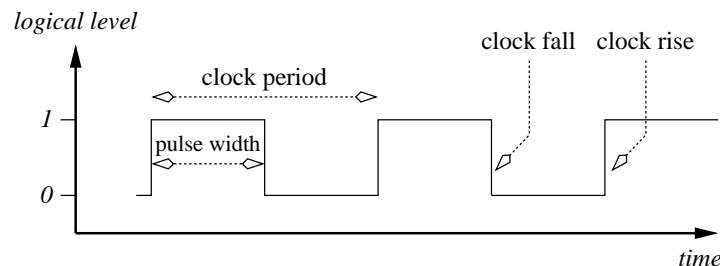 logical level
clock fall
clock rise
clock period
1
pulse width
0
time